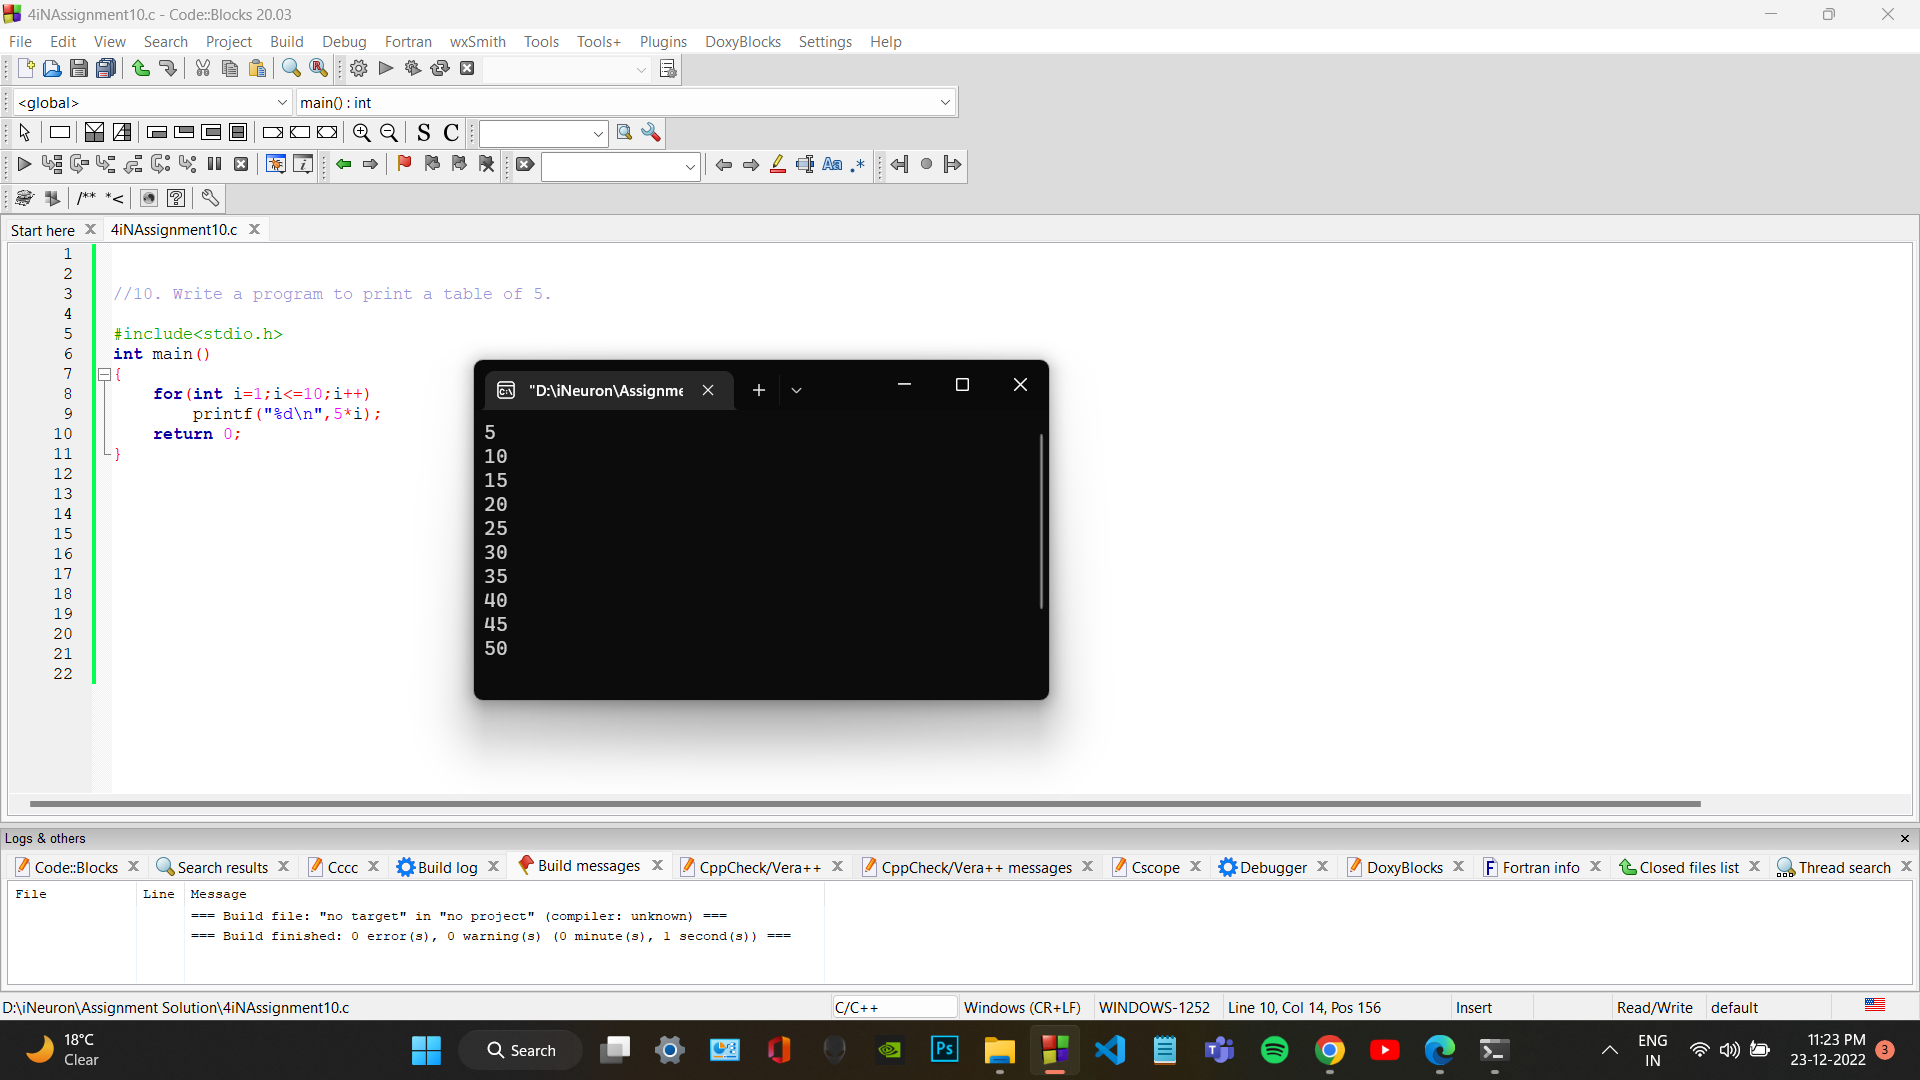 4iNAssignment10.c - Code::Blocks 20.03
File Edit View Search Project Build Debug Fortran wxSmith Tools Tools+ Plugins DoxyBlocks Settings Help
<global> main() : int
S C
Aa .*
/** *<
Start here 4iNAssignment10.c
1
2
3 //10. Write a program to print a table of 5.
4
5 #include<stdio.h>
6 int main()
7 {
8 for(int i=1;i<=10;i++)
9 printf("%d\n",5*i);
10 return 0;
11 }
12
13
14
15
16
17
18
19
20
21
22
"D:\iNeuron\Assignme
5
10
15
20
25
30
35
40
45
50
Logs & others
Code::Blocks Search results Cccc Build log Build messages CppCheck/Vera++ CppCheck/Vera++ messages Cscope Debugger DoxyBlocks Fortran info Closed files list Thread search
File Line Message
=== Build file: "no target" in "no project" (compiler: unknown) ===
=== Build finished: 0 error(s), 0 warning(s) (0 minute(s), 1 second(s)) ===
D:\iNeuron\Assignment Solution\4iNAssignment10.c C/C++ Windows (CR+LF) WINDOWS-1252 Line 10, Col 14, Pos 156 Insert Read/Write default
18°C
Clear
Search
Ps
ENG
IN
11:23 PM
23-12-2022
3